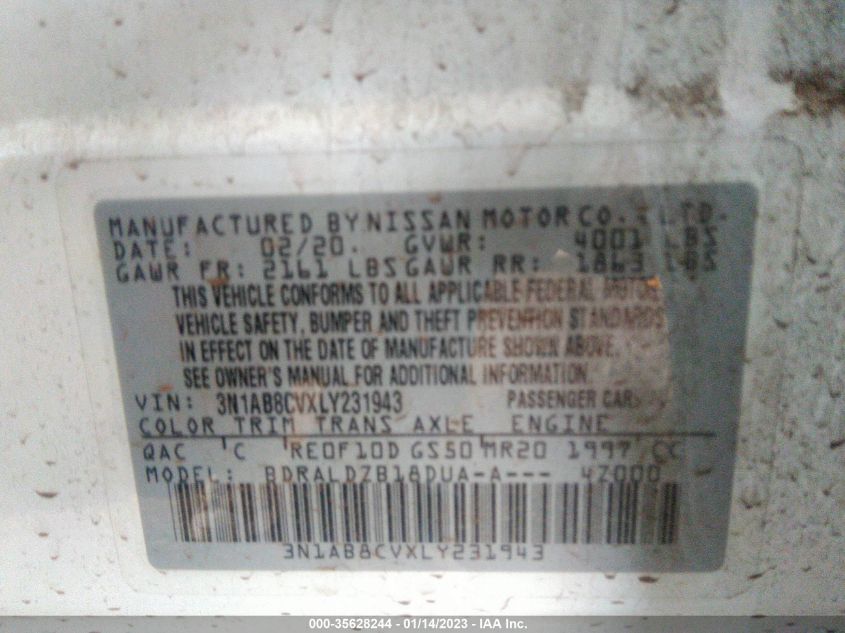 MANUFACTURED BY NISSAN MOTOR CO., LTD.
DATE: 02/20. GVWR: 4001 LBS
GAWR FR: 2161 LBS GAWR RR: 1863 LBS
THIS VEHICLE CONFORMS TO ALL APPLICABLE FEDERAL MOTOR
VEHICLE SAFETY, BUMPER AND THEFT PREVENTION STANDARDS
IN EFFECT ON THE DATE OF MANUFACTURE SHOWN ABOVE.
SEE OWNER'S MANUAL FOR ADDITIONAL INFORMATION.
VIN: 3N1AB8CVXLY231943 PASSENGER CAR
COLOR TRIM TRANS AXLE ENGINE
QAC C RE0F10D GS50 MR20 1997 CC
MODEL: BDRALDZB18DUA-A--- 4Z000
3N1AB8CVXLY231943
000-35628244 - 01/14/2023 - IAA Inc.